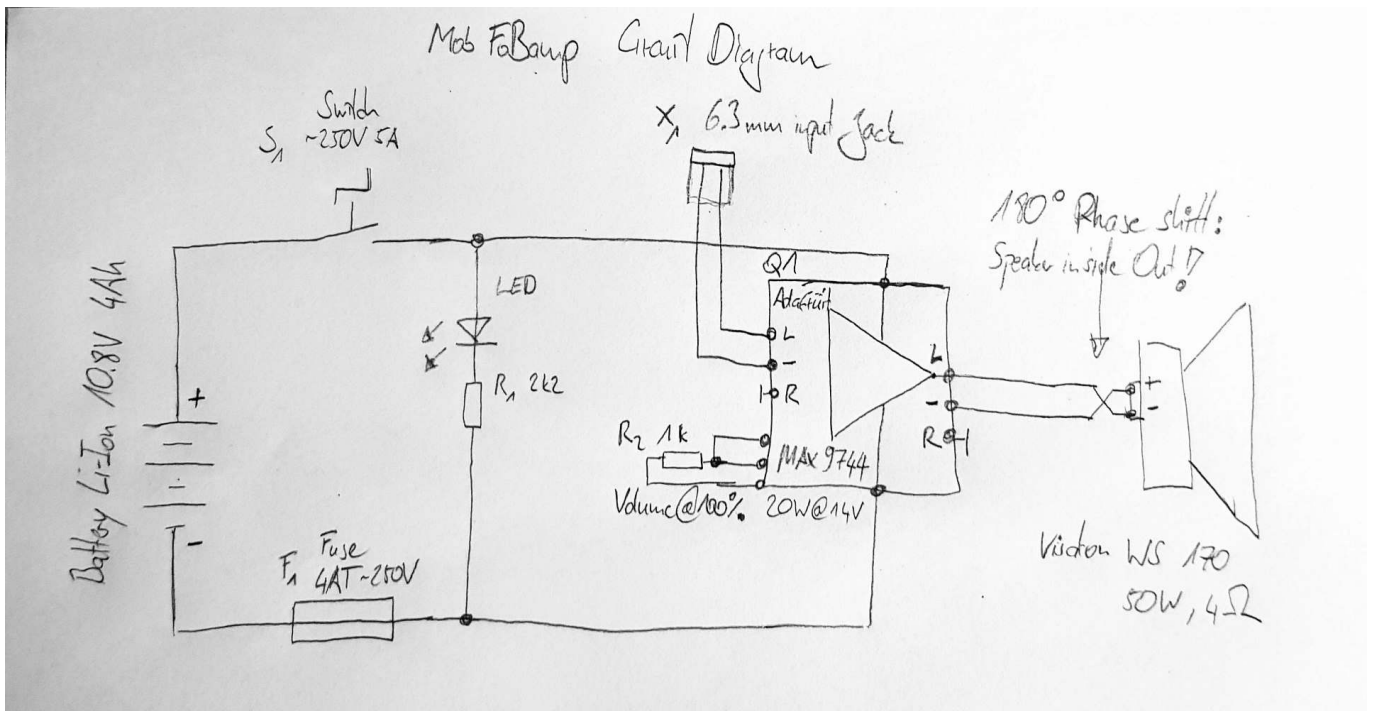 Mob FoBamp Circuit Diagram
Switch
S1 ~250V 5A
X1 6.3mm input Jack
180° Phase shift:
Speaker inside Out!
Q1
Adafruit
LED
L
-
R
R1 2k2
L
-
R
+
-
Battery Li-Ion 10.8V 4Ah
+
-
R2 1k
MAX 9744
Volume@100%. 20W@14V
Fuse
F1 4AT ~250V
Visaton WS 170
50W, 4Ω